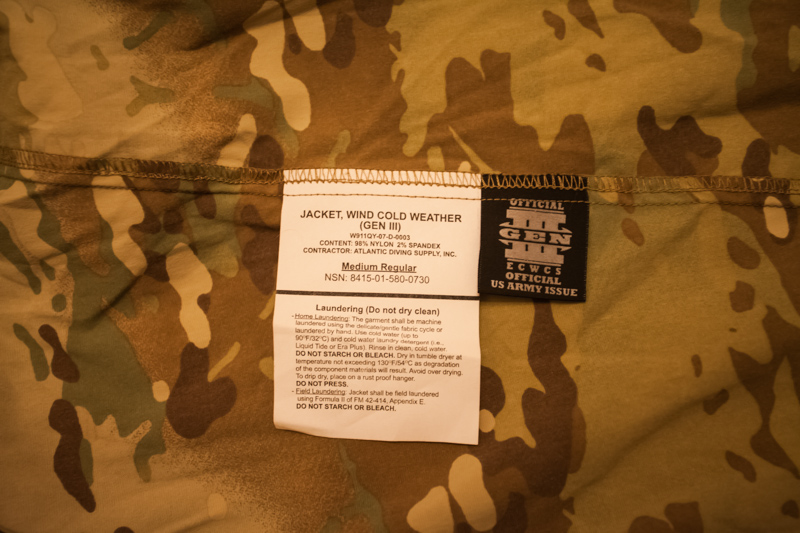 JACKET, WIND COLD WEATHER
(GEN III)
W911QY-07-D-0003
CONTENT: 98% NYLON 2% SPANDEX
CONTRACTOR: ATLANTIC DIVING SUPPLY, INC.
Medium Regular
NSN: 8415-01-580-0730
Laundering (Do not dry clean)
- Home Laundering: The garment shall be machine
laundered using the delicate/gentle fabric cycle or
laundered by hand. Use cold water (up to
90°F/32°C) and cold water laundry detergent (i.e.,
Liquid Tide or Era Plus). Rinse in clean, cold water.
DO NOT STARCH OR BLEACH. Dry in tumble dryer at
temperature not exceeding 130°F/54°C as degradation
of the component materials will result. Avoid over drying.
To drip dry, place on a rust proof hanger.
DO NOT PRESS.
- Field Laundering: Jacket shall be field laundered
using Formula II of FM 42-414, Appendix E.
DO NOT STARCH OR BLEACH.
OFFICIAL
III
GEN
III
ECWCS
OFFICIAL
US ARMY ISSUE